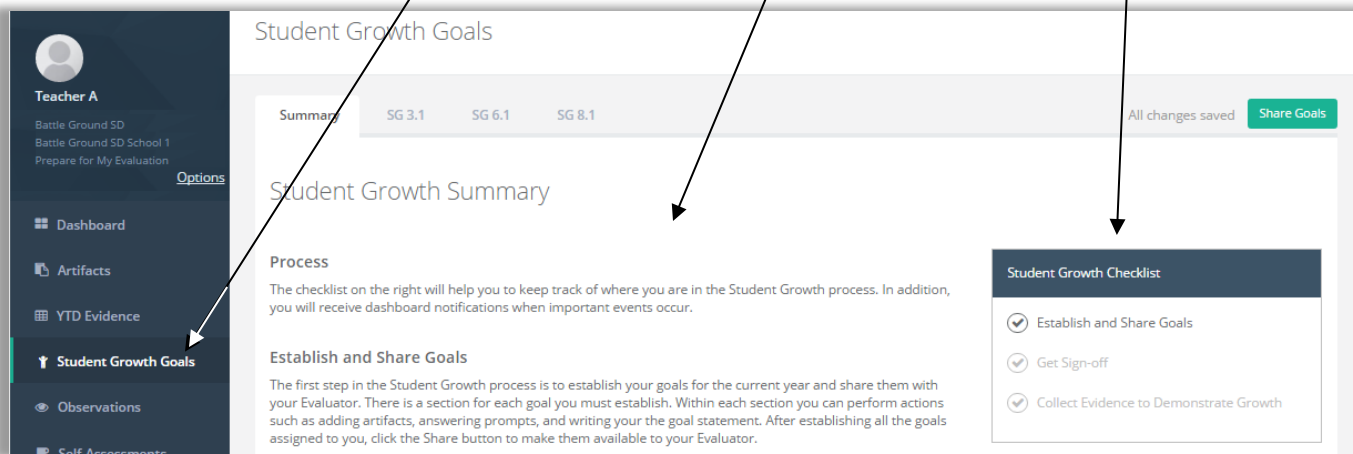 Student Growth Goals
Teacher A
Battle Ground SD
Battle Ground SD School 1
Prepare for My Evaluation
Options
Dashboard
Artifacts
YTD Evidence
Student Growth Goals
Observations
Self Assessments
Summary SG 3.1 SG 6.1 SG 8.1 All changes saved Share Goals
Student Growth Summary
Process
The checklist on the right will help you to keep track of where you are in the Student Growth process. In addition,
you will receive dashboard notifications when important events occur.
Establish and Share Goals
The first step in the Student Growth process is to establish your goals for the current year and share them with
your Evaluator. There is a section for each goal you must establish. Within each section you can perform actions
such as adding artifacts, answering prompts, and writing your the goal statement. After establishing all the goals
assigned to you, click the Share button to make them available to your Evaluator.
Student Growth Checklist
Establish and Share Goals
Get Sign-off
Collect Evidence to Demonstrate Growth